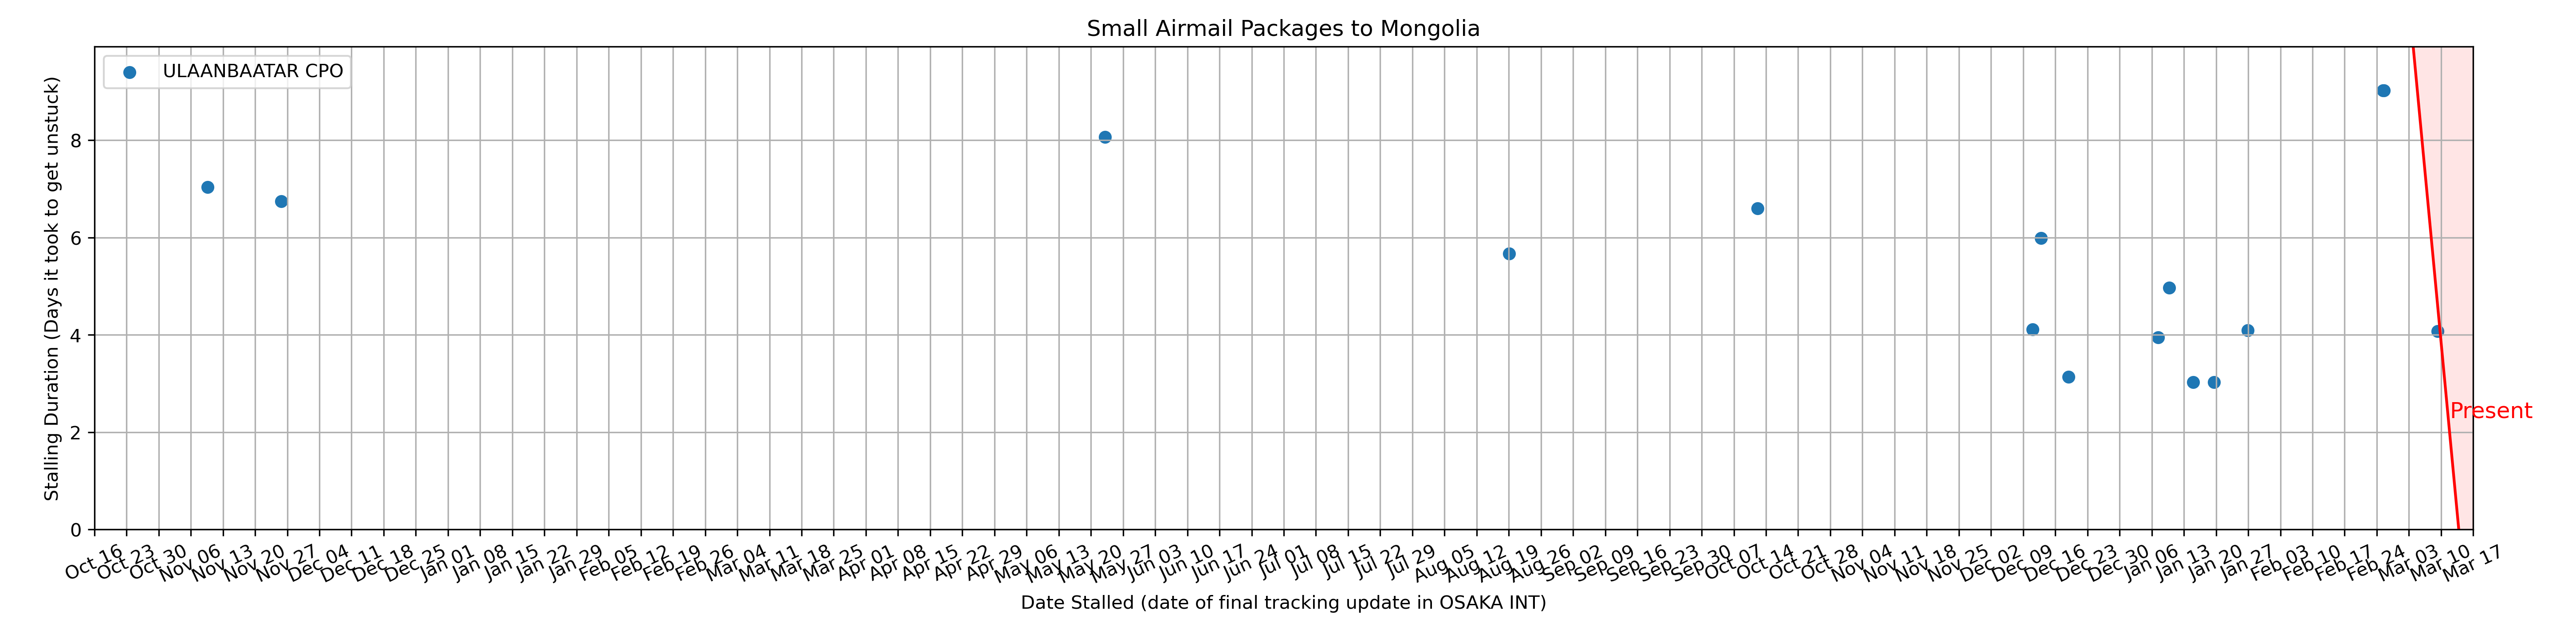 Small Airmail Packages to Mongolia
ULAANBAATAR CPO
Stalling Duration (Days it took to get unstuck)
8
6
4
2
0
Present
Oct 16
Oct 23
Oct 30
Nov 06
Nov 13
Nov 20
Nov 27
Dec 04
Dec 11
Dec 18
Dec 25
Jan 01
Jan 08
Jan 15
Jan 22
Jan 29
Feb 05
Feb 12
Feb 19
Feb 26
Mar 04
Mar 11
Mar 18
Mar 25
Apr 01
Apr 08
Apr 15
Apr 22
Apr 29
May 06
May 13
May 20
May 27
Jun 03
Jun 10
Jun 17
Jun 24
Jul 01
Jul 08
Jul 15
Jul 22
Jul 29
Aug 05
Aug 12
Aug 19
Aug 26
Sep 02
Sep 09
Sep 16
Sep 23
Sep 30
Oct 07
Oct 14
Oct 21
Oct 28
Nov 04
Nov 11
Nov 18
Nov 25
Dec 02
Dec 09
Dec 16
Dec 23
Dec 30
Jan 06
Jan 13
Jan 20
Jan 27
Feb 03
Feb 10
Feb 17
Feb 24
Mar 03
Mar 10
Mar 17
Date Stalled (date of final tracking update in OSAKA INT)